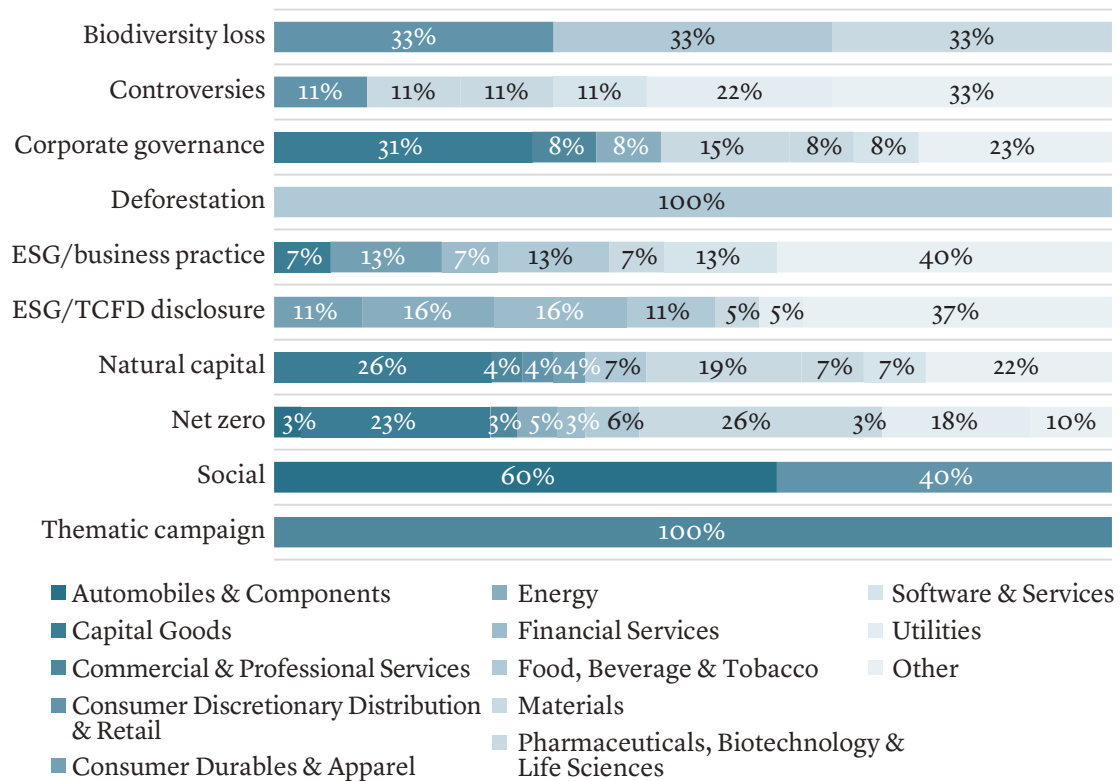 Biodiversity loss 33% 33% 33%
Controversies 11% 11% 11% 11% 22% 33%
Corporate governance 31% 8% 8% 15% 8% 8% 23%
Deforestation 100%
ESG/business practice 7% 13% 7% 13% 7% 13% 40%
ESG/TCFD disclosure 11% 16% 16% 11% 5% 5% 37%
Natural capital 26% 4% 4% 4% 7% 19% 7% 7% 22%
Net zero 3% 23% 3% 5% 3% 6% 26% 3% 18% 10%
Social 60% 40%
Thematic campaign 100%
Automobiles & Components
Capital Goods
Commercial & Professional Services
Consumer Discretionary Distribution
& Retail
Consumer Durables & Apparel
Energy
Financial Services
Food, Beverage & Tobacco
Materials
Pharmaceuticals, Biotechnology &
Life Sciences
Software & Services
Utilities
Other